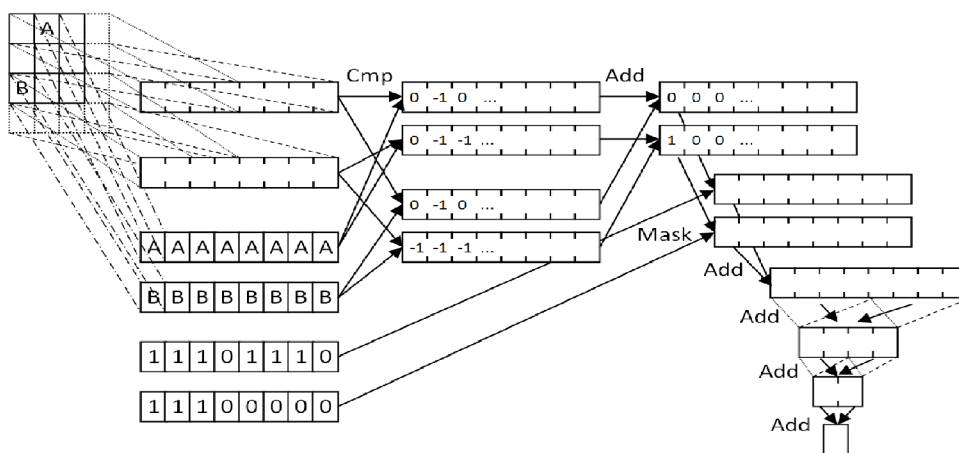 A
B
Cmp
Add
0 -1 0 ...
0 0 0 ...
0 -1 -1 ...
1 0 0 ...
0 -1 0 ...
A A A A A A A A
-1 -1 -1 ...
Mask
Add
B B B B B B B B
Add
1 1 1 0 1 1 1 0
Add
1 1 1 0 0 0 0 0
Add